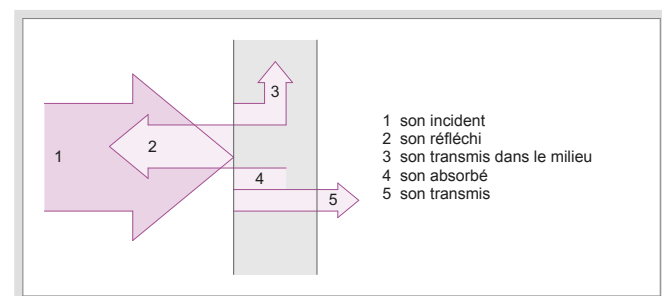 1
2
3
4
5
1 son incident
2 son réfléchi
3 son transmis dans le milieu
4 son absorbé
5 son transmis